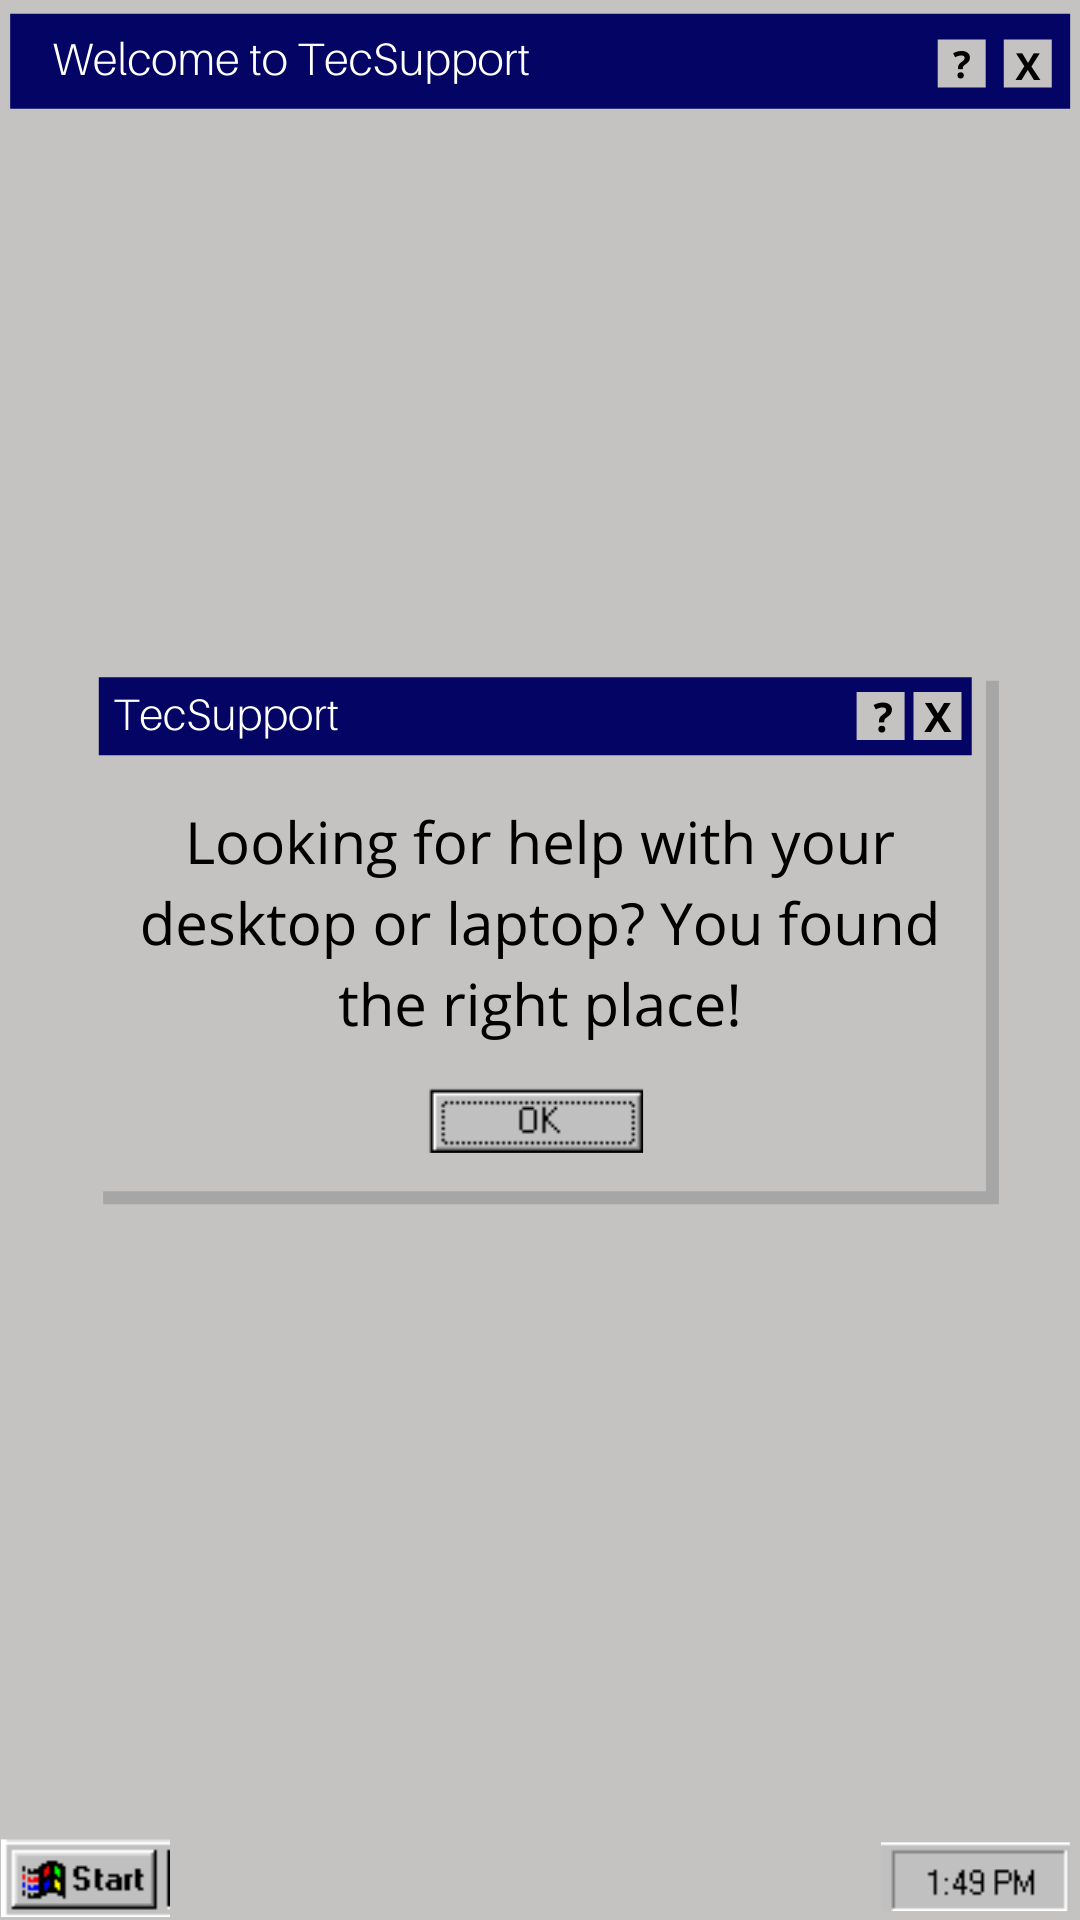 Welcome to TecSupport
? X
TecSupport
? X
Looking for help with your
desktop or laptop? You found
the right place!
OK
Start
1:49 PM